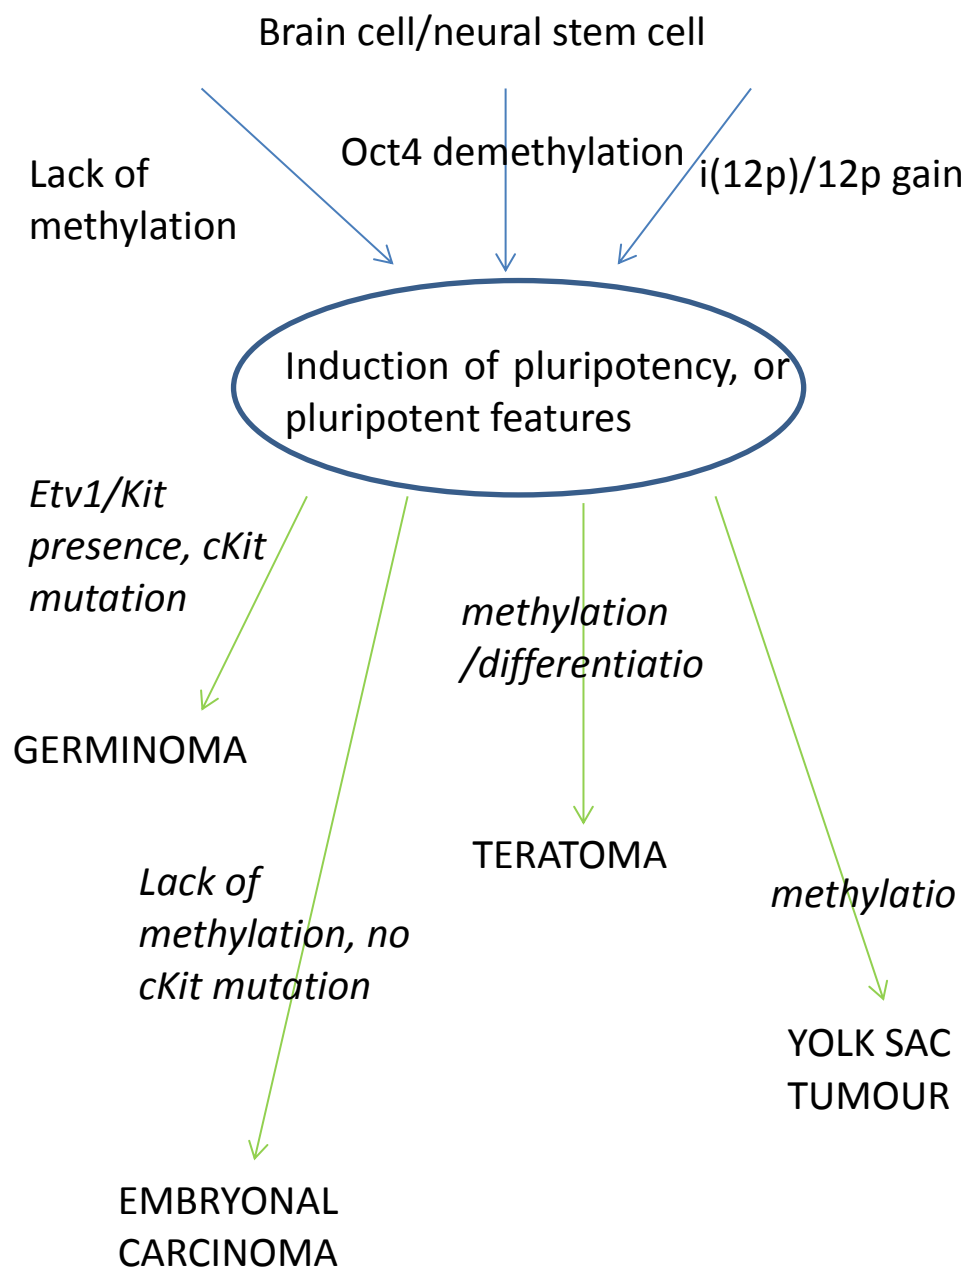 Brain cell/neural stem cell
Lack of
methylation
Oct4 demethylation
i(12p)/12p gain
Induction of pluripotency, or
pluripotent features
Etv1/Kit
presence, cKit
mutation
methylation
/differentiatio
GERMINOMA
TERATOMA
Lack of
methylation, no
cKit mutation
methylatio
YOLK SAC
TUMOUR
EMBRYONAL
CARCINOMA